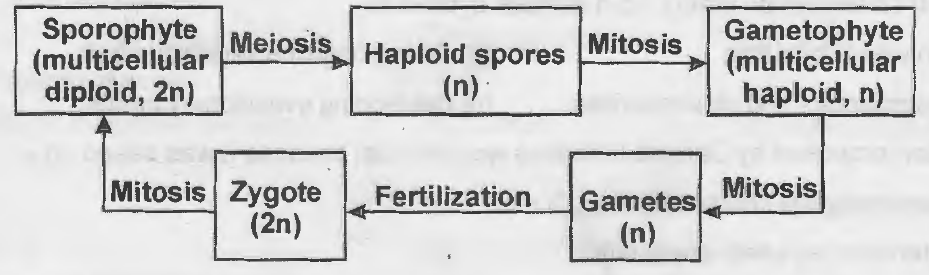 Sporophyte
(multicellular
diploid, 2n)
Meiosis
Haploid spores
(n)
Mitosis
Gametophyte
(multicellular
haploid, n)
Mitosis
Gametes
(n)
Fertilization
Zygote
(2n)
Mitosis